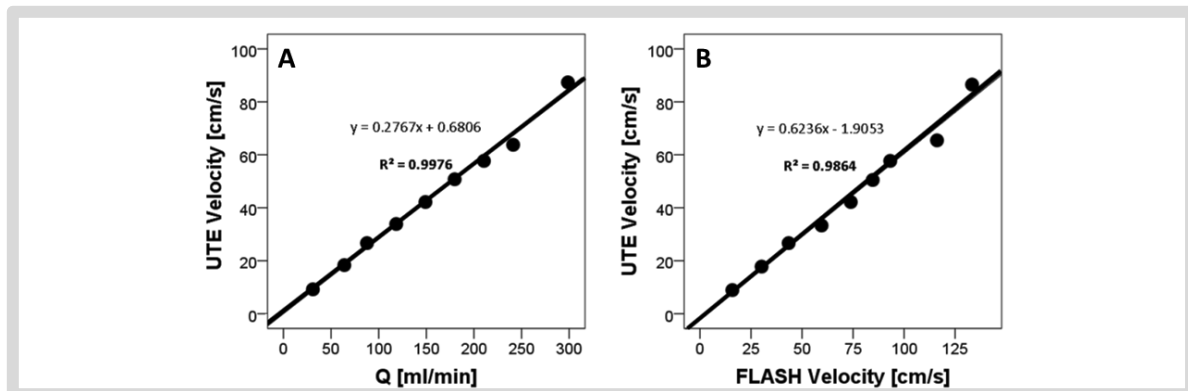 A
UTE Velocity [cm/s]
100
80
60
40
20
0
y = 0.2767x + 0.6806
R² = 0.9976
0 50 100 150 200 250 300
Q [ml/min]
B
UTE Velocity [cm/s]
100
80
60
40
20
0
y = 0.6236x - 1.9053
R² = 0.9864
0 25 50 75 100 125
FLASH Velocity [cm/s]